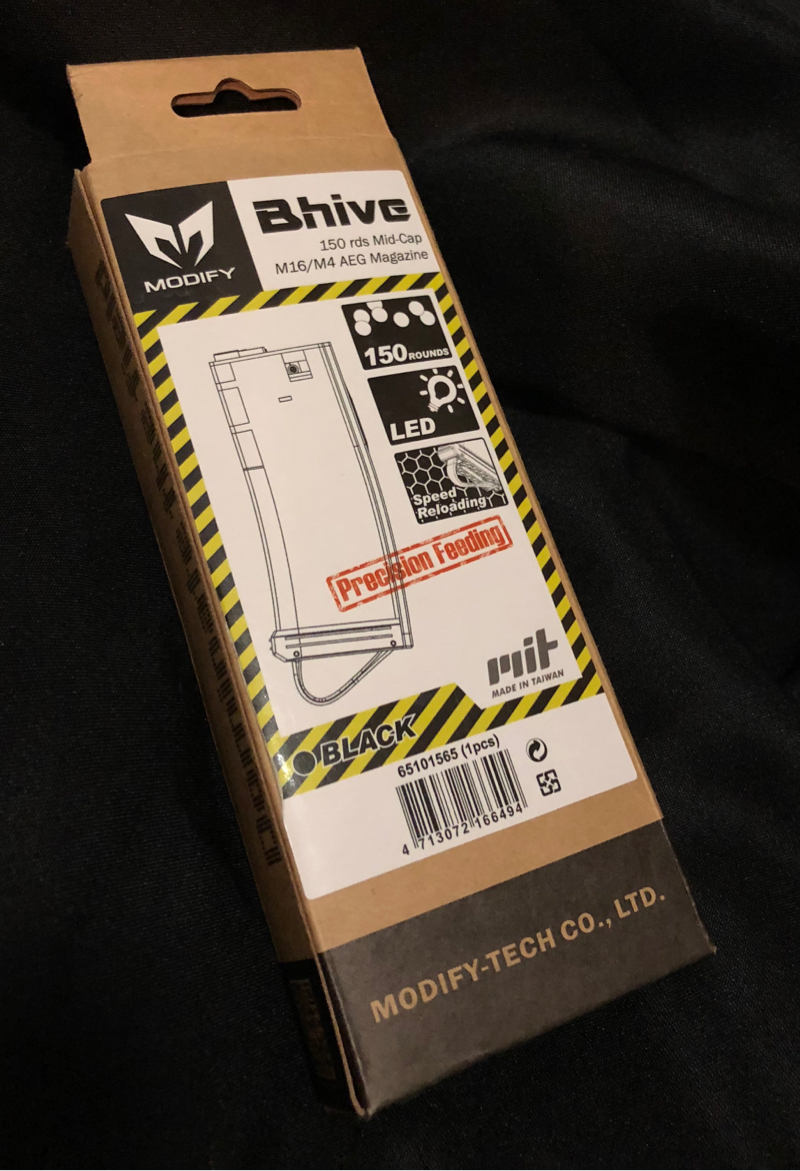 MODIFY
Bhive
150 rds Mid-Cap
M16/M4 AEG Magazine
150 ROUNDS
LED
Speed
Reloading
Precision Feeding
mit
MADE IN TAIWAN
BLACK
65101565 (1pcs)
4 713072 166494
MODIFY-TECH CO., LTD.